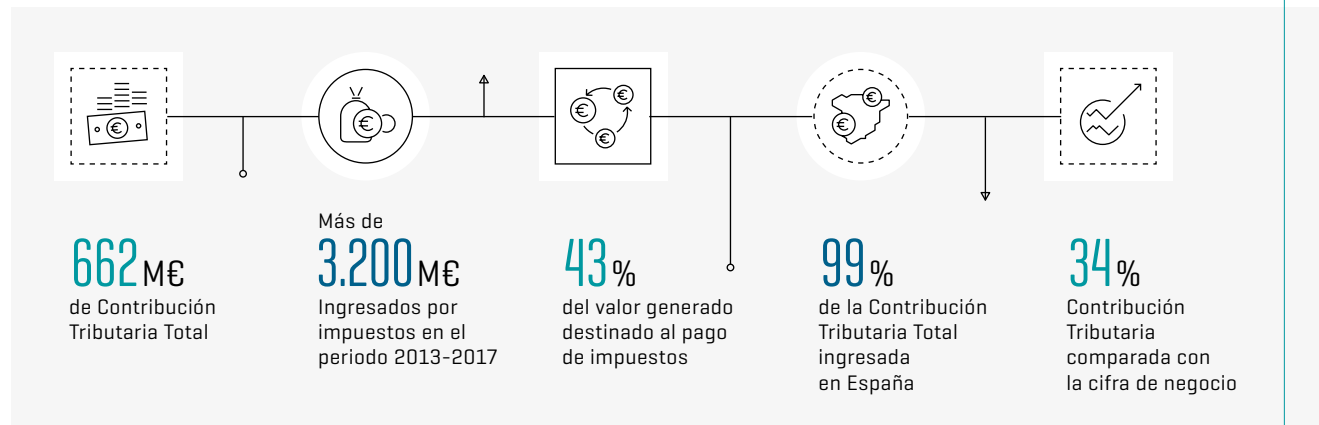 662 M€
de Contribución
Tributaria Total
Más de
3.200 M€
Ingresados por
impuestos en el
periodo 2013-2017
43 %
del valor generado
destinado al pago
de impuestos
99 %
de la Contribución
Tributaria Total
ingresada
en España
34 %
Contribución
Tributaria
comparada con
la cifra de negocio